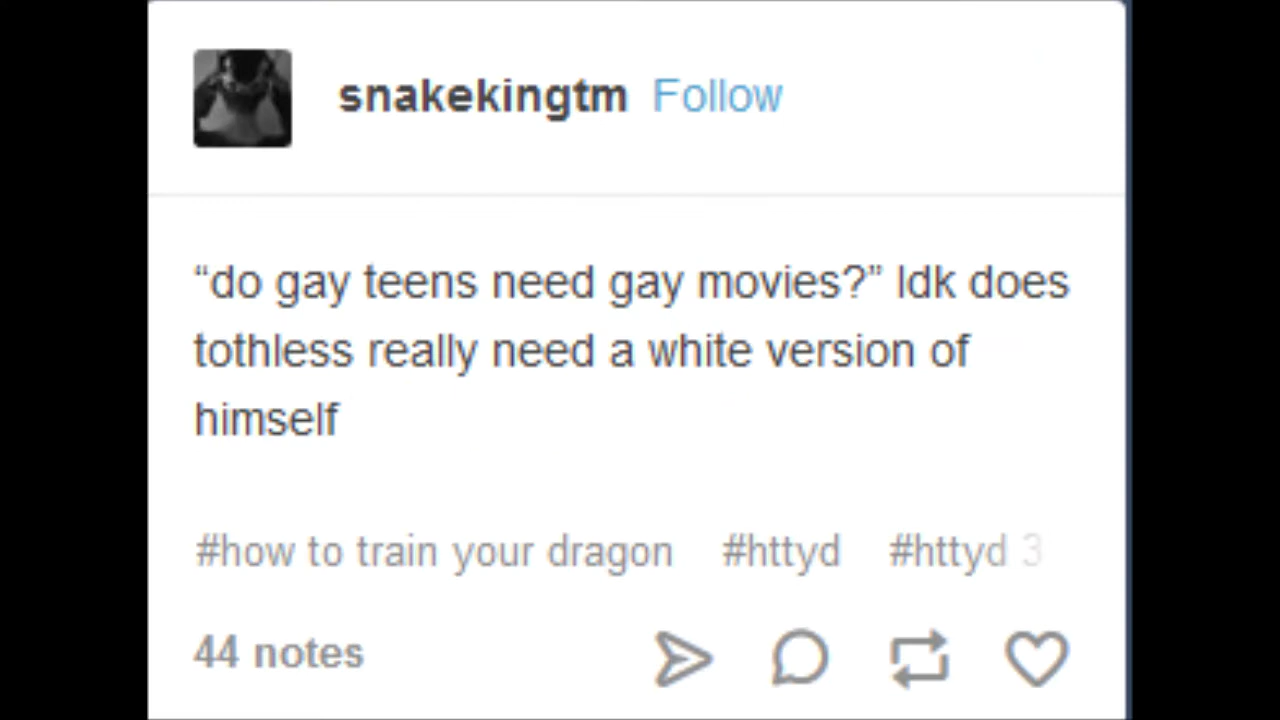 snakekingtm Follow
“do gay teens need gay movies?” Idk does
tothless really need a white version of
himself
#how to train your dragon #httyd #httyd 3
44 notes